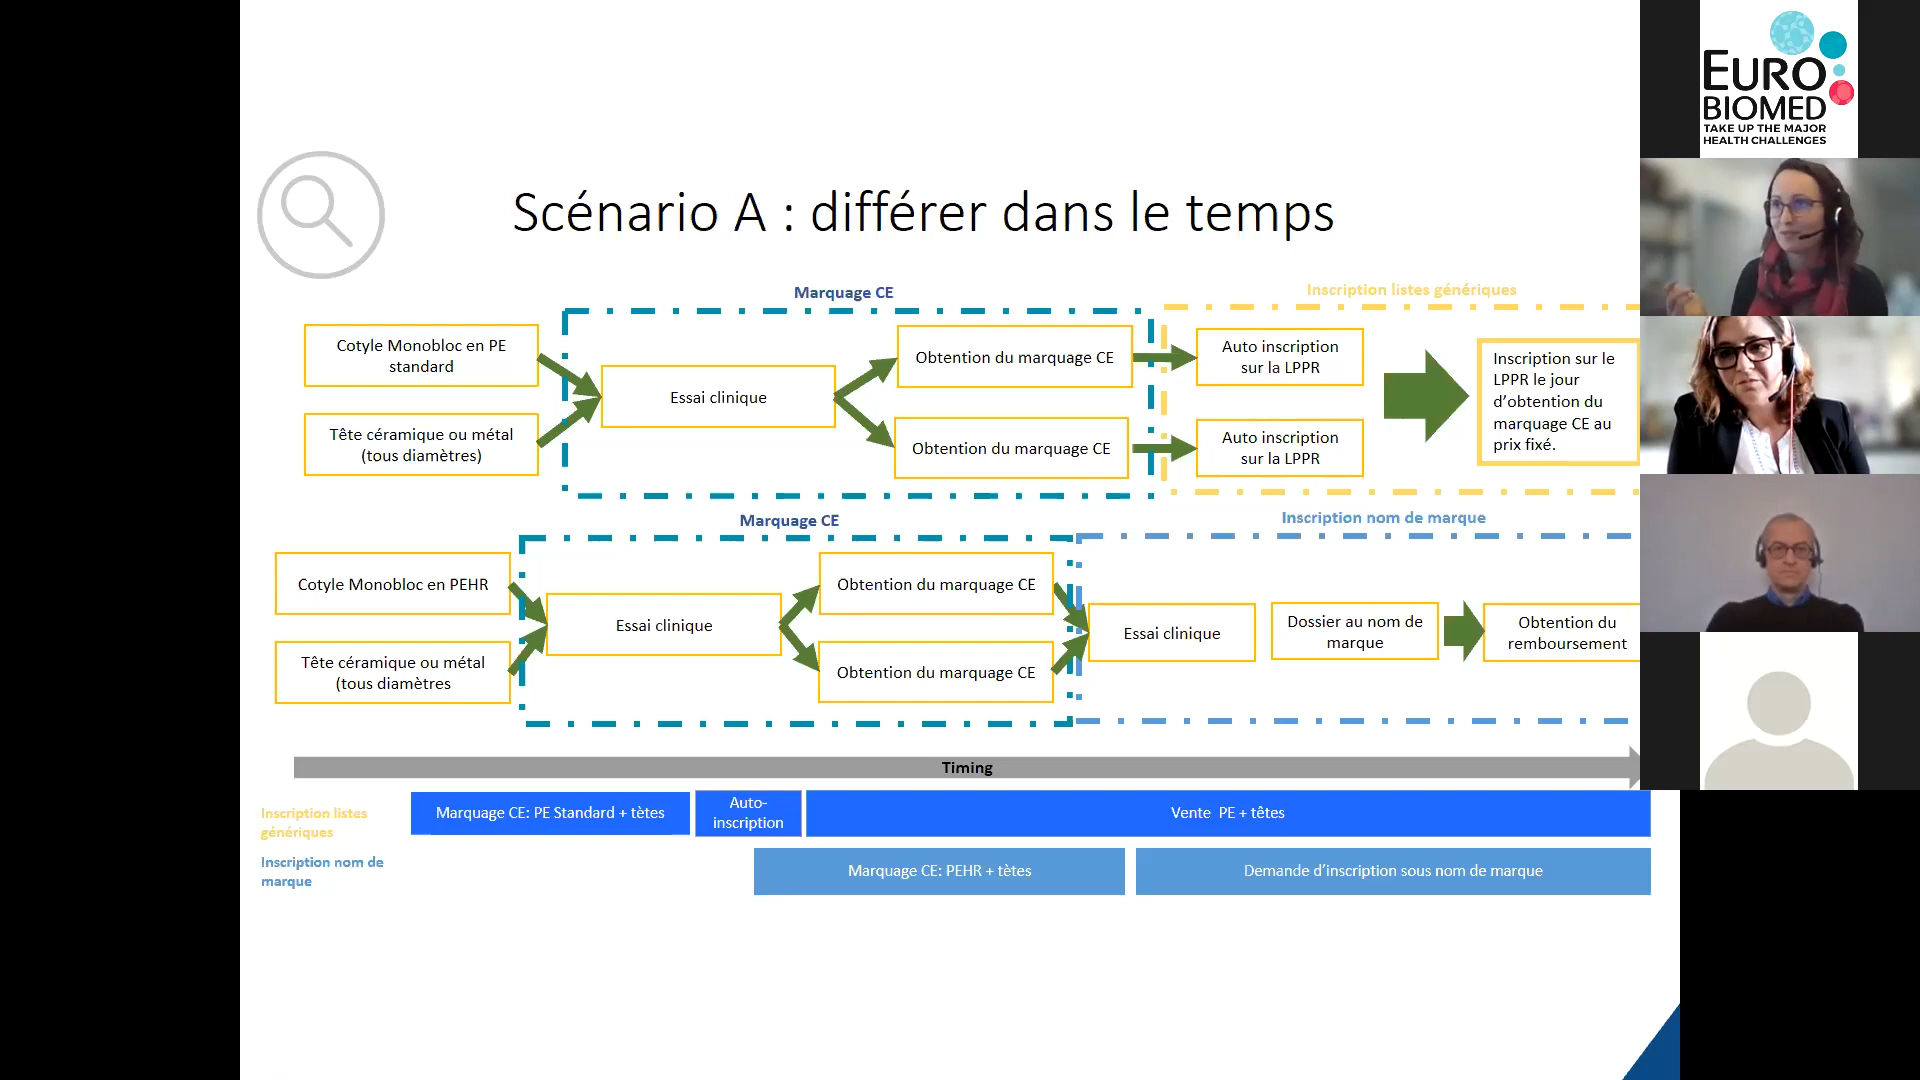 EURO
BIOMED
TAKE UP THE MAJOR
HEALTH CHALLENGES
Scénario A : différer dans le temps
Marquage CE
Inscription listes génériques
Cotyle Monobloc en PE
standard
Tête céramique ou métal
(tous diamètres)
Essai clinique
Obtention du marquage CE
Obtention du marquage CE
Auto inscription
sur la LPPR
Auto inscription
sur la LPPR
Inscription sur le
LPPR le jour
d’obtention du
marquage CE au
prix fixé.
Marquage CE
Inscription nom de marque
Cotyle Monobloc en PEHR
Tête céramique ou métal
(tous diamètres
Essai clinique
Obtention du marquage CE
Obtention du marquage CE
Essai clinique
Dossier au nom de
marque
Obtention du
remboursement
Timing
Inscription listes
génériques
Marquage CE: PE Standard + tètes
Auto-
inscription
Vente  PE + têtes
Inscription nom de
marque
Marquage CE: PEHR + tètes
Demande d’inscription sous nom de marque